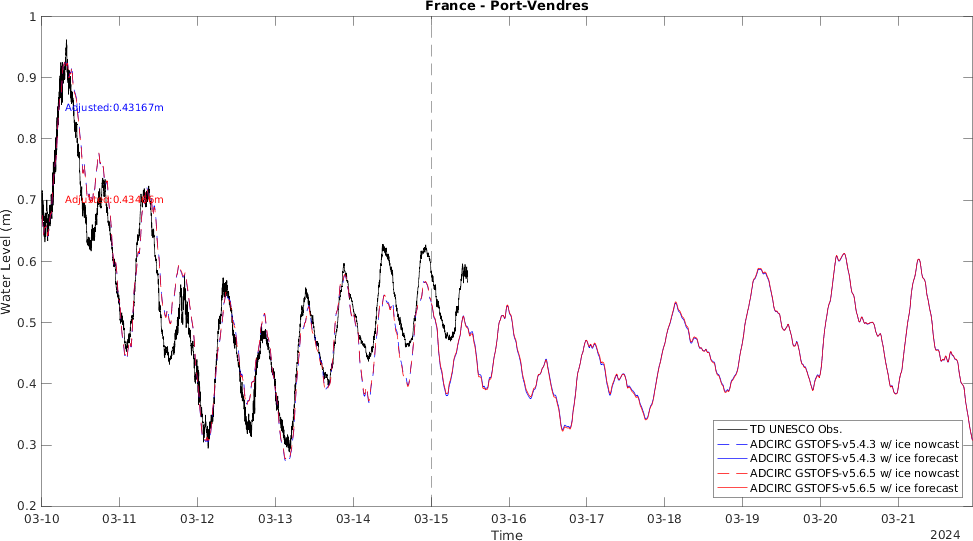 France - Port-Vendres
1
0.9
0.8
0.7
0.6
0.5
0.4
0.3
0.2
Water Level (m)
Adjusted:0.43167m
03-10
03-11
03-12
03-13
03-14
03-15
03-16
03-17
03-18
03-19
03-20
03-21
Time
2024
TD UNESCO Obs.
ADCIRC GSTOFS-v5.4.3 w/ ice nowcast
ADCIRC GSTOFS-v5.4.3 w/ ice forecast
ADCIRC GSTOFS-v5.6.5 w/ ice nowcast
ADCIRC GSTOFS-v5.6.5 w/ ice forecast